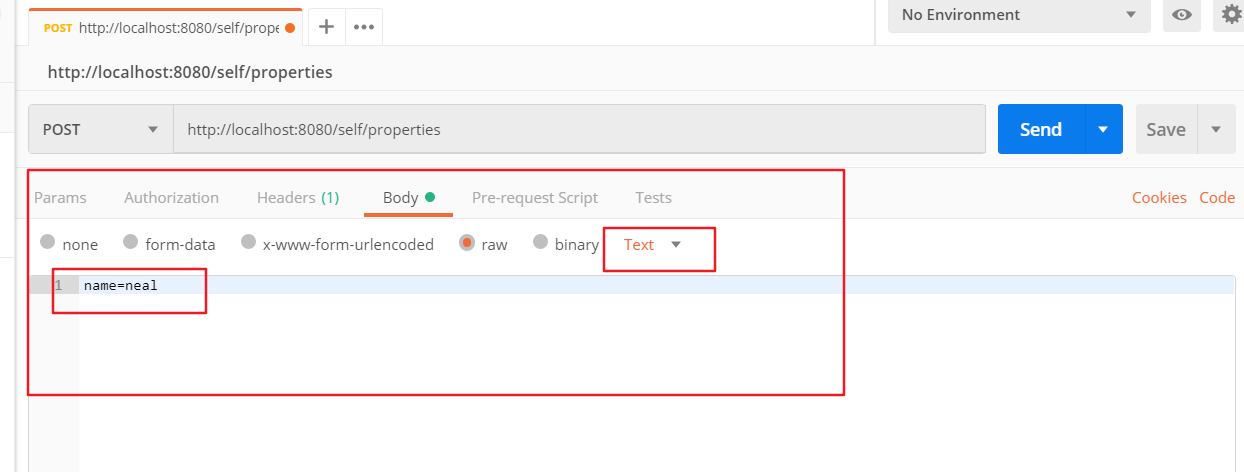 POST http://localhost:8080/self/prope
No Environment
http://localhost:8080/self/properties
POST http://localhost:8080/self/properties Send Save
Params Authorization Headers (1) Body Pre-request Script Tests Cookies Code
none form-data x-www-form-urlencoded raw binary Text
1 name=neal